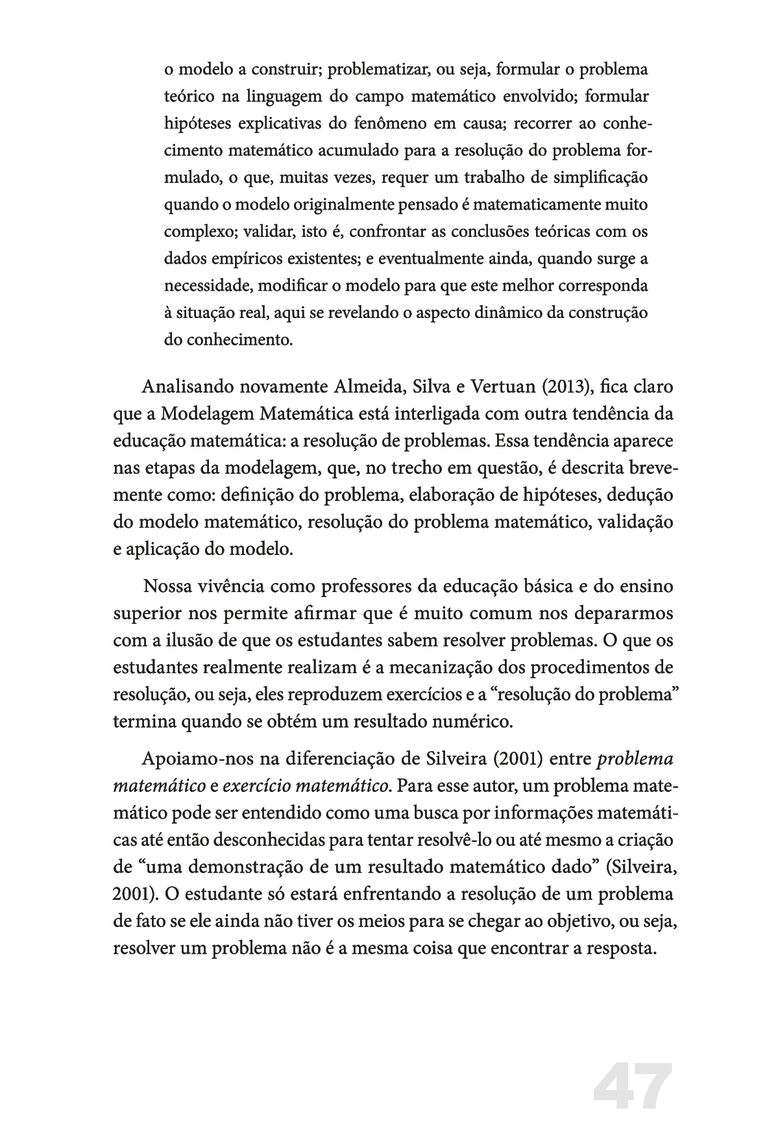 o modelo a construir; problematizar, ou seja, formular o problema
teórico na linguagem do campo matemático envolvido; formular
hipóteses explicativas do fenômeno em causa; recorrer ao conhe-
cimento matemático acumulado para a resolução do problema for-
mulado, o que, muitas vezes, requer um trabalho de simplificação
quando o modelo originalmente pensado é matematicamente muito
complexo; validar, isto é, confrontar as conclusões teóricas com os
dados empíricos existentes; e eventualmente ainda, quando surge a
necessidade, modificar o modelo para que este melhor corresponda
à situação real, aqui se revelando o aspecto dinâmico da construção
do conhecimento.
Analisando novamente Almeida, Silva e Vertuan (2013), fica claro
que a Modelagem Matemática está interligada com outra tendência da
educação matemática: a resolução de problemas. Essa tendência aparece
nas etapas da modelagem, que, no trecho em questão, é descrita breve-
mente como: definição do problema, elaboração de hipóteses, dedução
do modelo matemático, resolução do problema matemático, validação
e aplicação do modelo.
Nossa vivência como professores da educação básica e do ensino
superior nos permite afirmar que é muito comum nos depararmos
com a ilusão de que os estudantes sabem resolver problemas. O que os
estudantes realmente realizam é a mecanização dos procedimentos de
resolução, ou seja, eles reproduzem exercícios e a “resolução do problema”
termina quando se obtém um resultado numérico.
Apoiamo-nos na diferenciação de Silveira (2001) entre problema
matemático e exercício matemático. Para esse autor, um problema mate-
mático pode ser entendido como uma busca por informações matemáti-
cas até então desconhecidas para tentar resolvê-lo ou até mesmo a criação
de “uma demonstração de um resultado matemático dado” (Silveira,
2001). O estudante só estará enfrentando a resolução de um problema
de fato se ele ainda não tiver os meios para se chegar ao objetivo, ou seja,
resolver um problema não é a mesma coisa que encontrar a resposta.
47